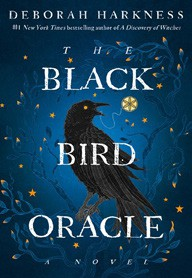 DEBORAH HARKNESS
#1 New York Times bestselling author of A Discovery of Witches
THE
BLACK
BIRD
ORACLE
A NOVEL